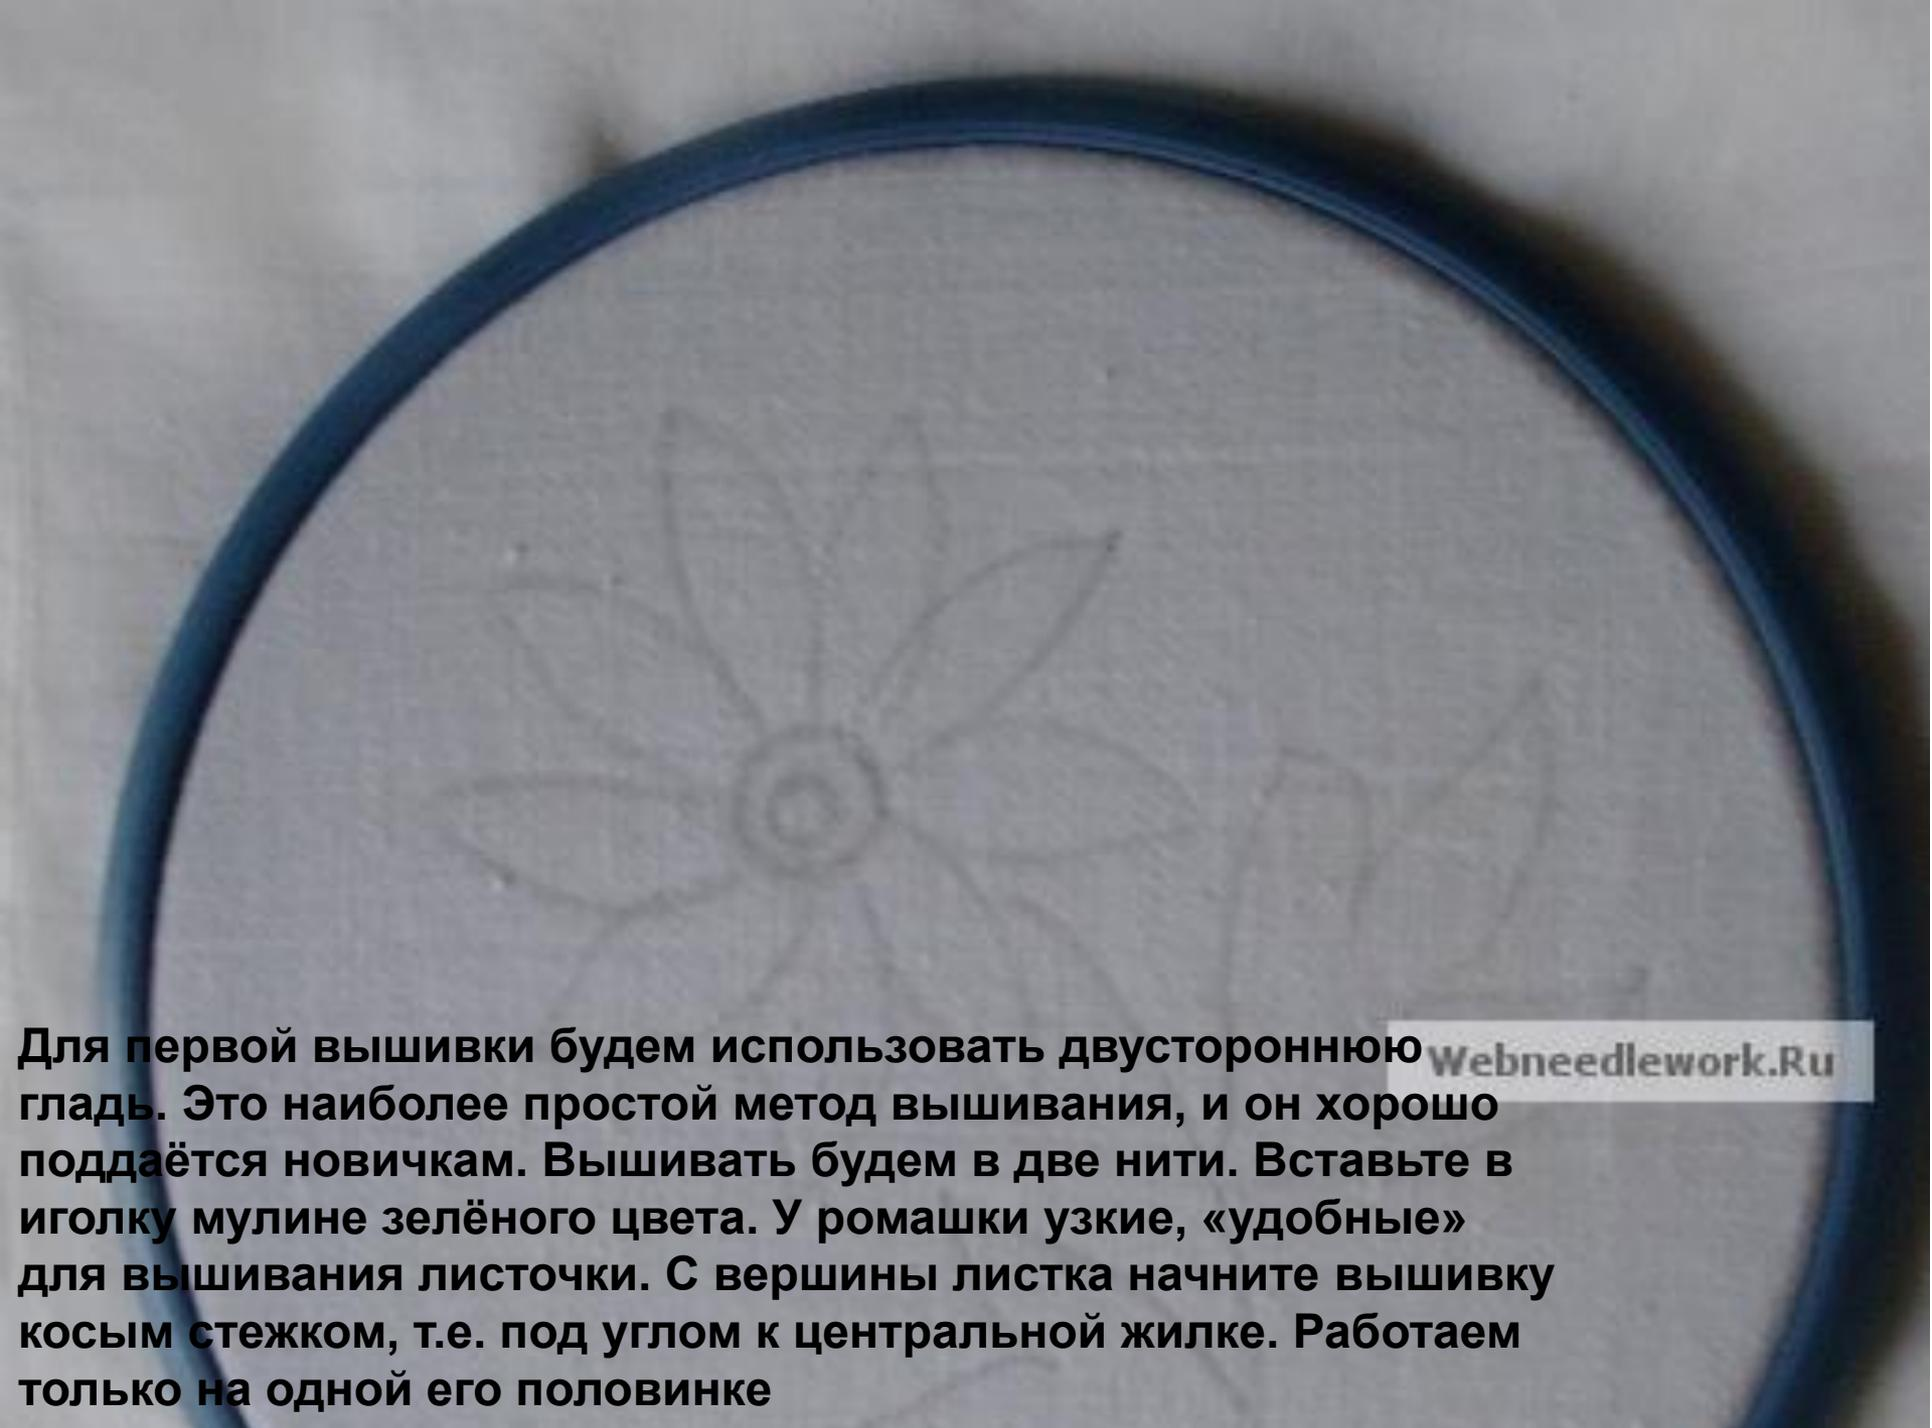 Для первой вышивки будем использовать двустороннюю
Webneedlework.Ru
гладь. Это наиболее простой метод вышивания, и он хорошо
поддаётся новичкам. Вышивать будем в две нити. Вставьте в
иголку мулине зелёного цвета. У ромашки узкие, «удобные»
для вышивания листочки. С вершины листка начните вышивку
косым стежком, т.е. под углом к центральной жилке. Работаем
только на одной его половинке